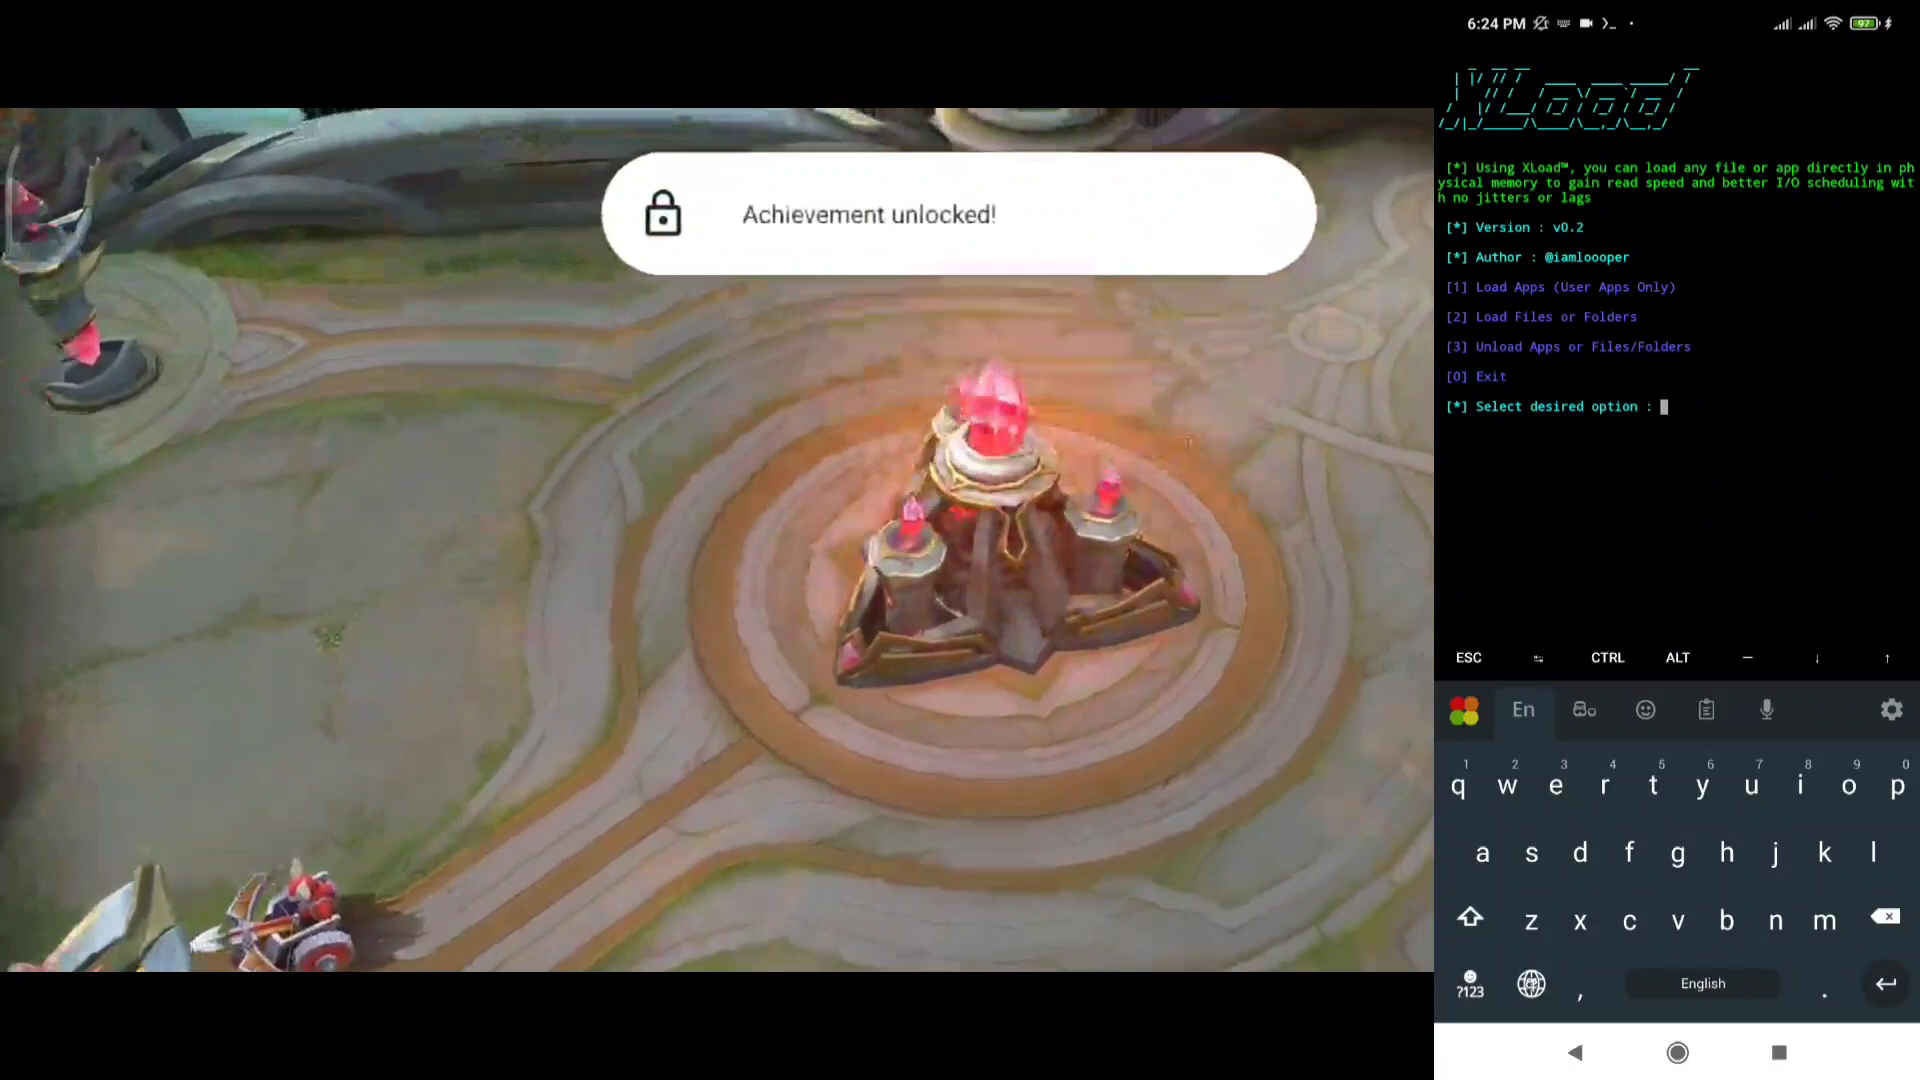 Achievement unlocked!
6:24 PM
97
XLoad
[*] Using XLoad™, you can load any file or app directly in ph
ysical memory to gain read speed and better I/O scheduling wit
h no jitters or lags
[*] Version : v0.2
[*] Author : @iamloooper
[1] Load Apps (User Apps Only)
[2] Load Files or Folders
[3] Unload Apps or Files/Folders
[0] Exit
[*] Select desired option :
ESC CTRL ALT — ↓ ↑
En
1 2 3 4 5 6 7 8 9 0
q w e r t y u i o p
a s d f g h j k l
z x c v b n m
?123 , English .